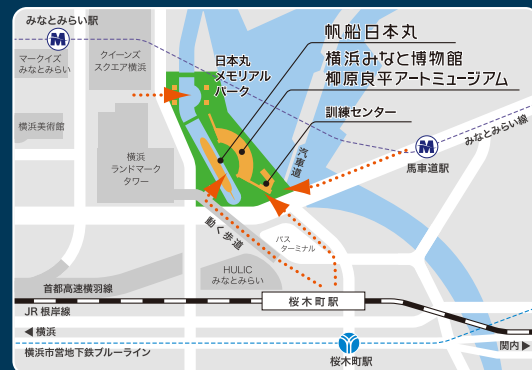 みなとみらい駅
マークイズ
みなとみらい
クイーンズ
スクエア横浜
日本丸
メモリアル
パーク
帆船日本丸
横浜みなと博物館
柳原良平アートミュージアム
訓練センター
横浜美術館
横浜
ランドマーク
タワー
汽車道
みなとみらい線
馬車道駅
動く歩道
バス
ターミナル
HULIC
みなとみらい
首都高速横羽線
桜木町駅
JR根岸線
横浜
横浜市営地下鉄ブルーライン
桜木町駅
関内